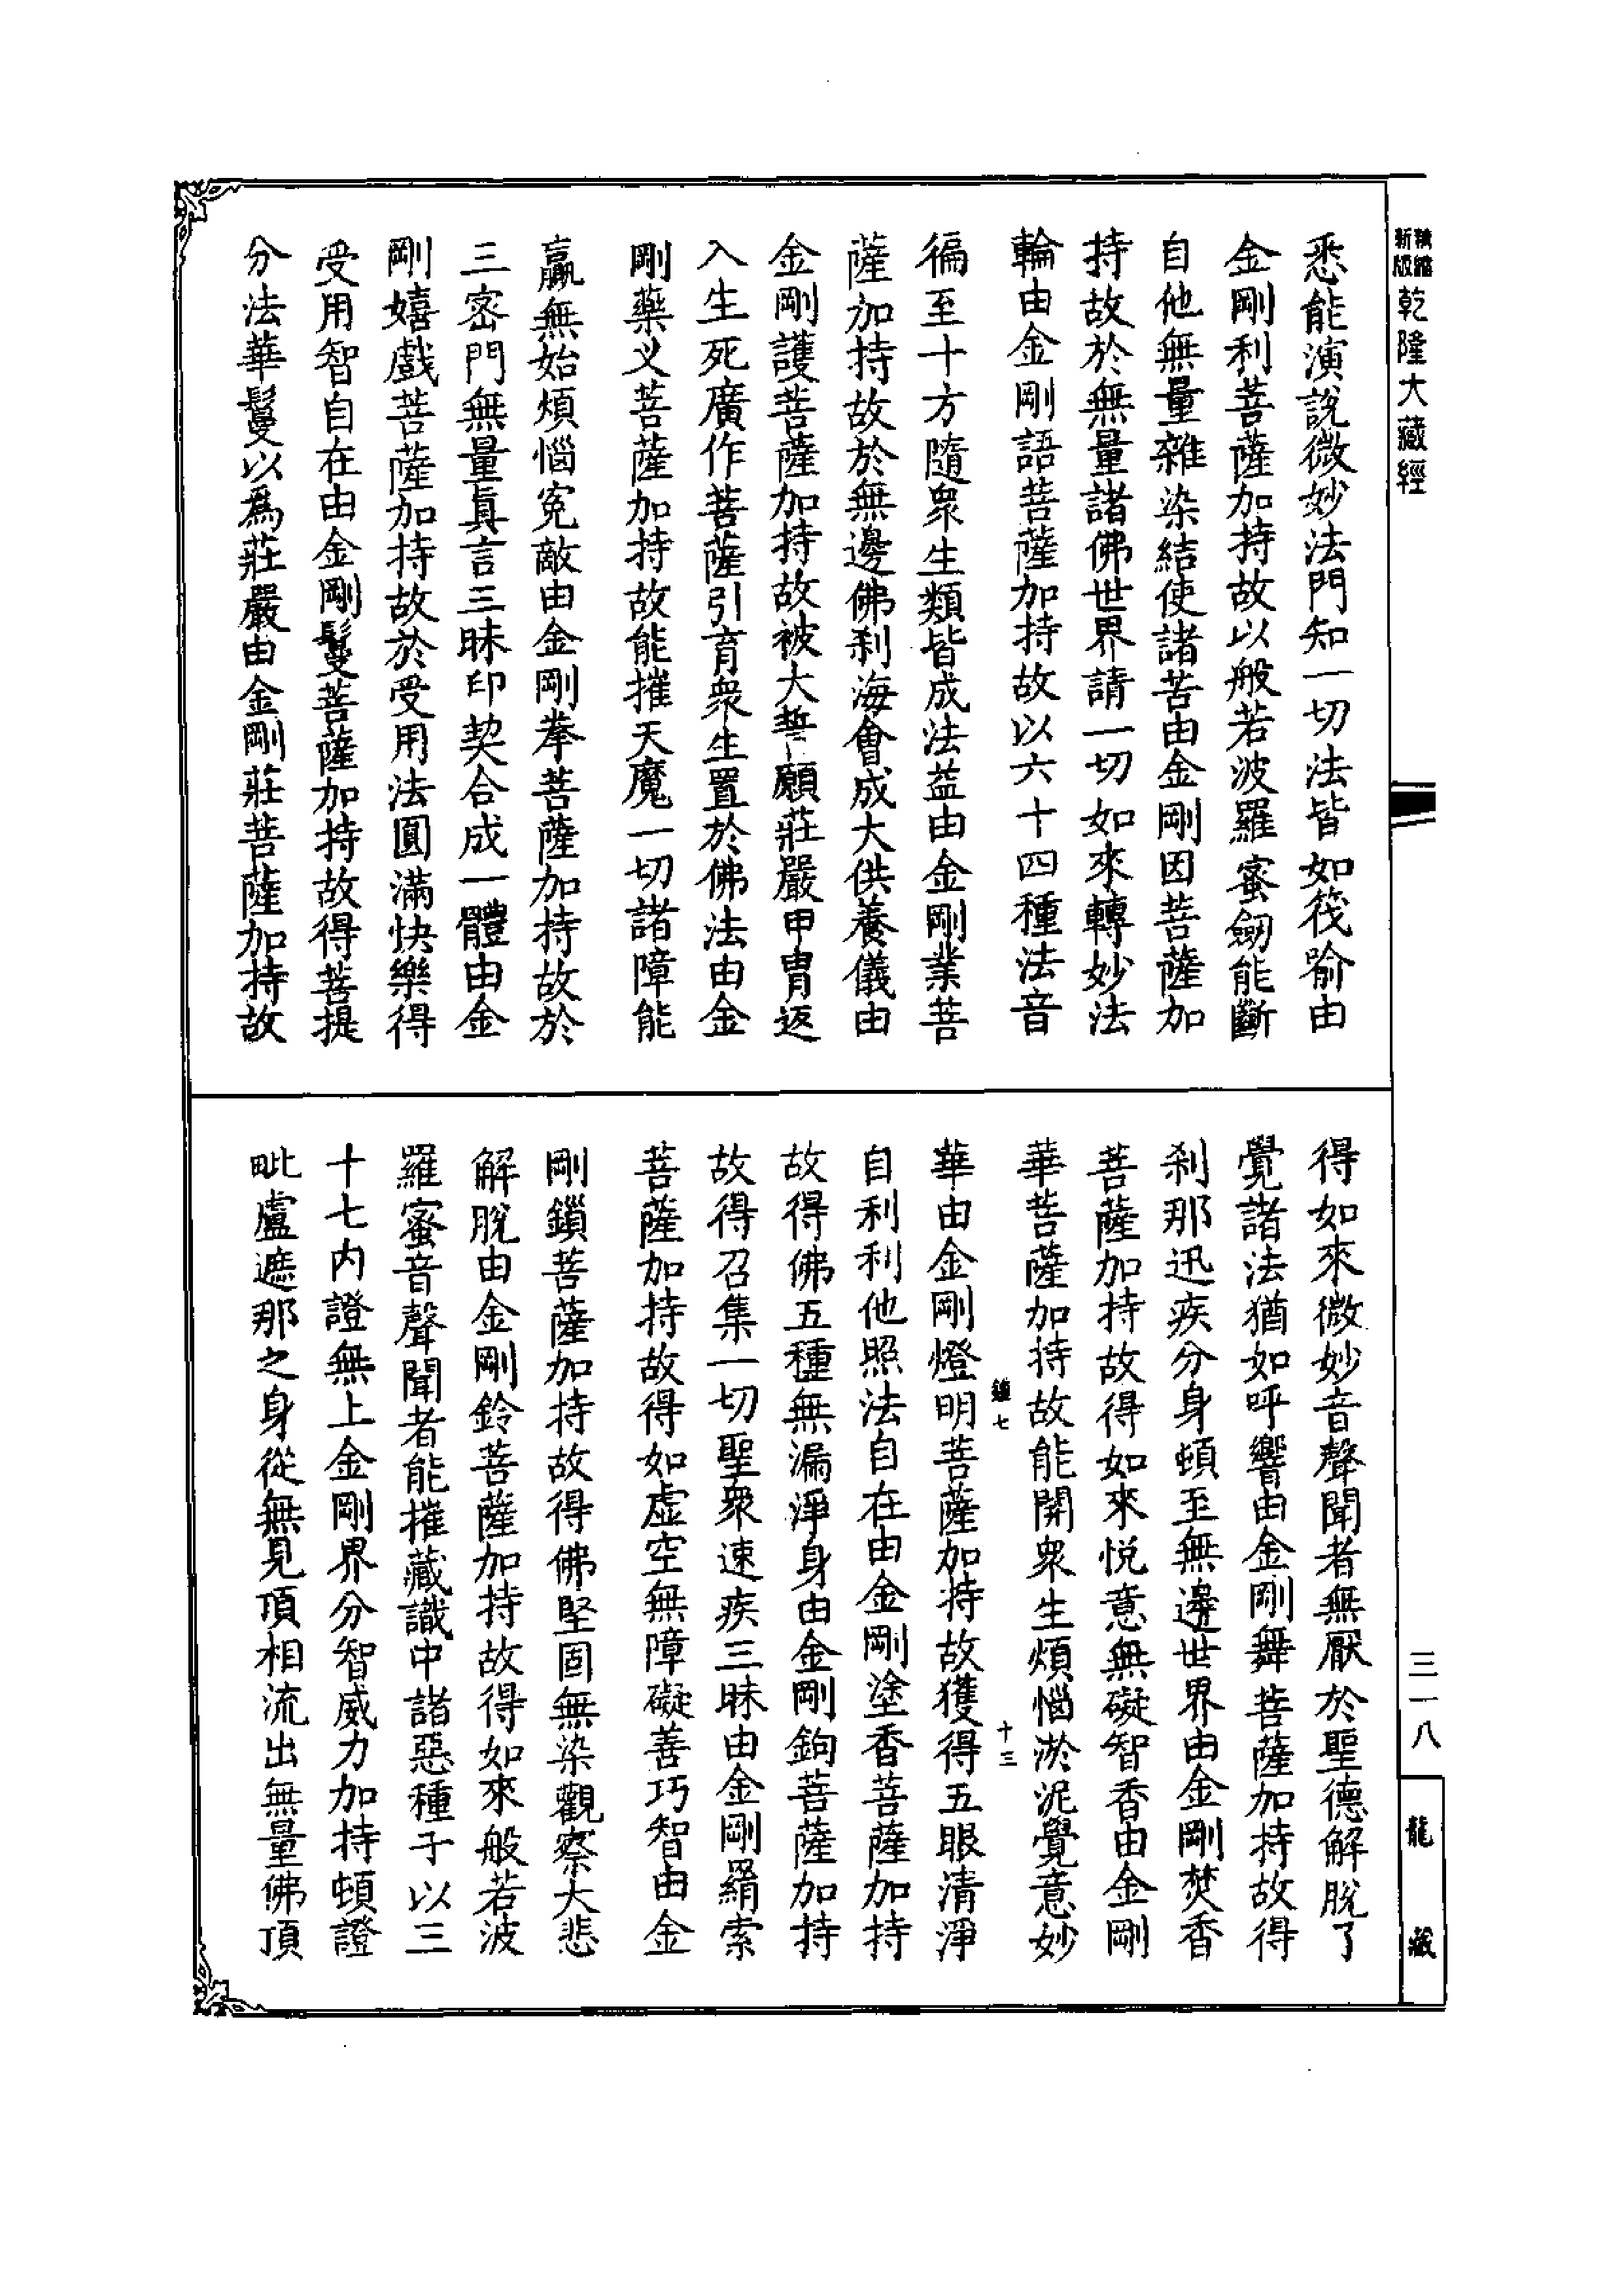 精縮新版乾隆大藏經
悉能演說微妙法門知一切法皆如筏喻由
金剛利菩薩加持故以般若波羅蜜劒能斷
自他無量雜染結使諸苦由金剛因菩薩加
持故於無量諸佛世界請一切如來轉妙法
輪由金剛語菩薩加持故以六十四種法音
徧至十方隨眾生類皆成法益由金剛業菩
薩加持故於無邊佛刹海會成大供養儀由
金剛護菩薩加持故被大誓願莊嚴甲冑返
入生死廣作菩薩引育眾生置於佛法由金
剛藥义菩薩加持故能摧天魔一切諸障能
羸無始煩惱寃敵由金剛拳菩薩加持故於
三密門無量眞言三昧印契合成一體由金
剛嬉戲菩薩加持故於受用法圓滿快樂得
受用智自在由金剛鬘菩薩加持故得菩提
分法華鬘以爲莊嚴由金剛莊菩薩加持故
得如來微妙音聲聞者無厭於聖德解脫了
覺諸法猶如呼響由金剛舞菩薩加持故得
刹那迅疾分身頓至無邊世界由金剛焚香
菩薩加持故得如來悅意無礙智香由金剛
華菩薩加持故能開眾生煩惱淤泥覺意妙
鍾七 十三
華由金剛燈明菩薩加持故獲得五眼清淨
自利利他照法自在由金剛塗香菩薩加持
故得佛五種無漏淨身由金剛鉤菩薩加持
故得召集一切聖眾速疾三昧由金剛羂索
菩薩加持故得如虛空無障礙善巧智由金
剛鎖菩薩加持故得佛堅固無染觀察大悲
解脫由金剛鈴菩薩加持故得如來般若波
羅蜜音聲聞者能摧藏識中諸惡種子以三
十七内證無上金剛界分智威力加持頓證
毗盧遮那之身從無見頂相流出無量佛頂
三一八
龍藏